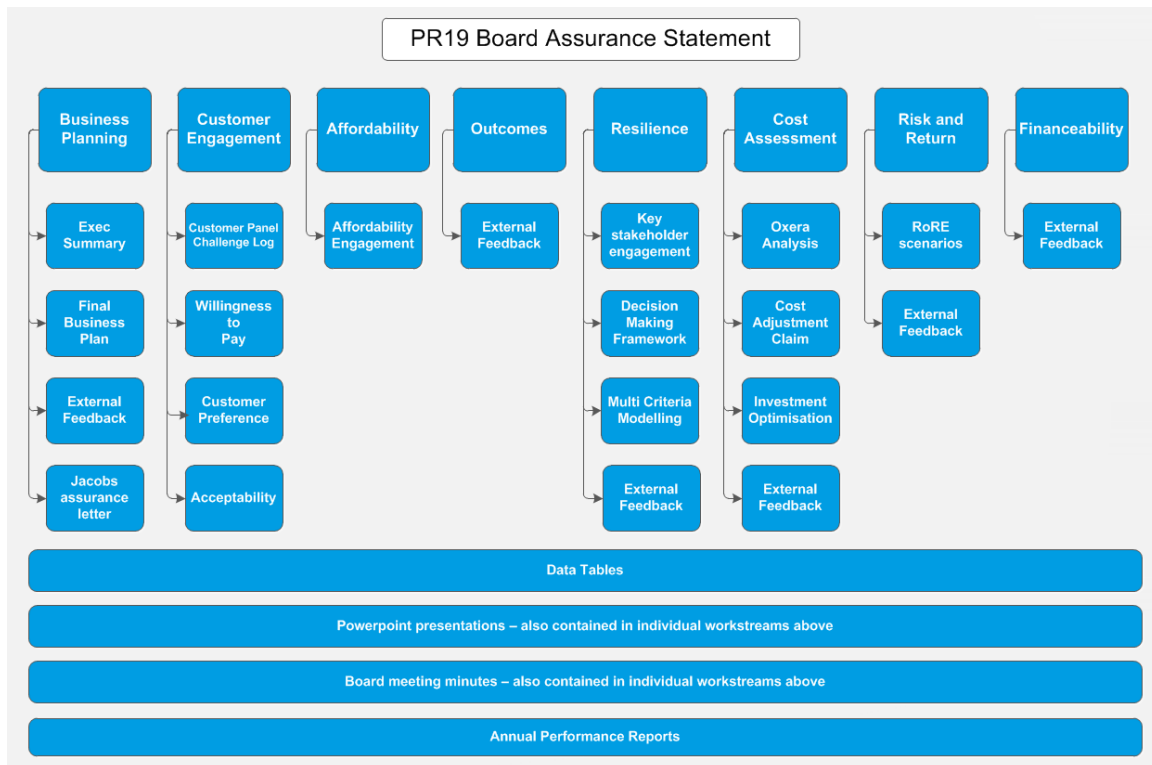 PR19 Board Assurance Statement
Business
Planning
Customer
Engagement
Affordability
Outcomes
Resilience
Cost
Assessment
Risk and
Return
Financeability
Exec
Summary
Customer Panel
Challenge Log
Affordability
Engagement
External
Feedback
Key
stakeholder
engagement
Oxera
Analysis
RoRE
scenarios
External
Feedback
Final
Business
Plan
Willingness
to
Pay
Decision
Making
Framework
Cost
Adjustment
Claim
External
Feedback
External
Feedback
Customer
Preference
Multi Criteria
Modelling
Investment
Optimisation
Jacobs
assurance
letter
Acceptability
External
Feedback
External
Feedback
Data Tables
Powerpoint presentations – also contained in individual workstreams above
Board meeting minutes – also contained in individual workstreams above
Annual Performance Reports